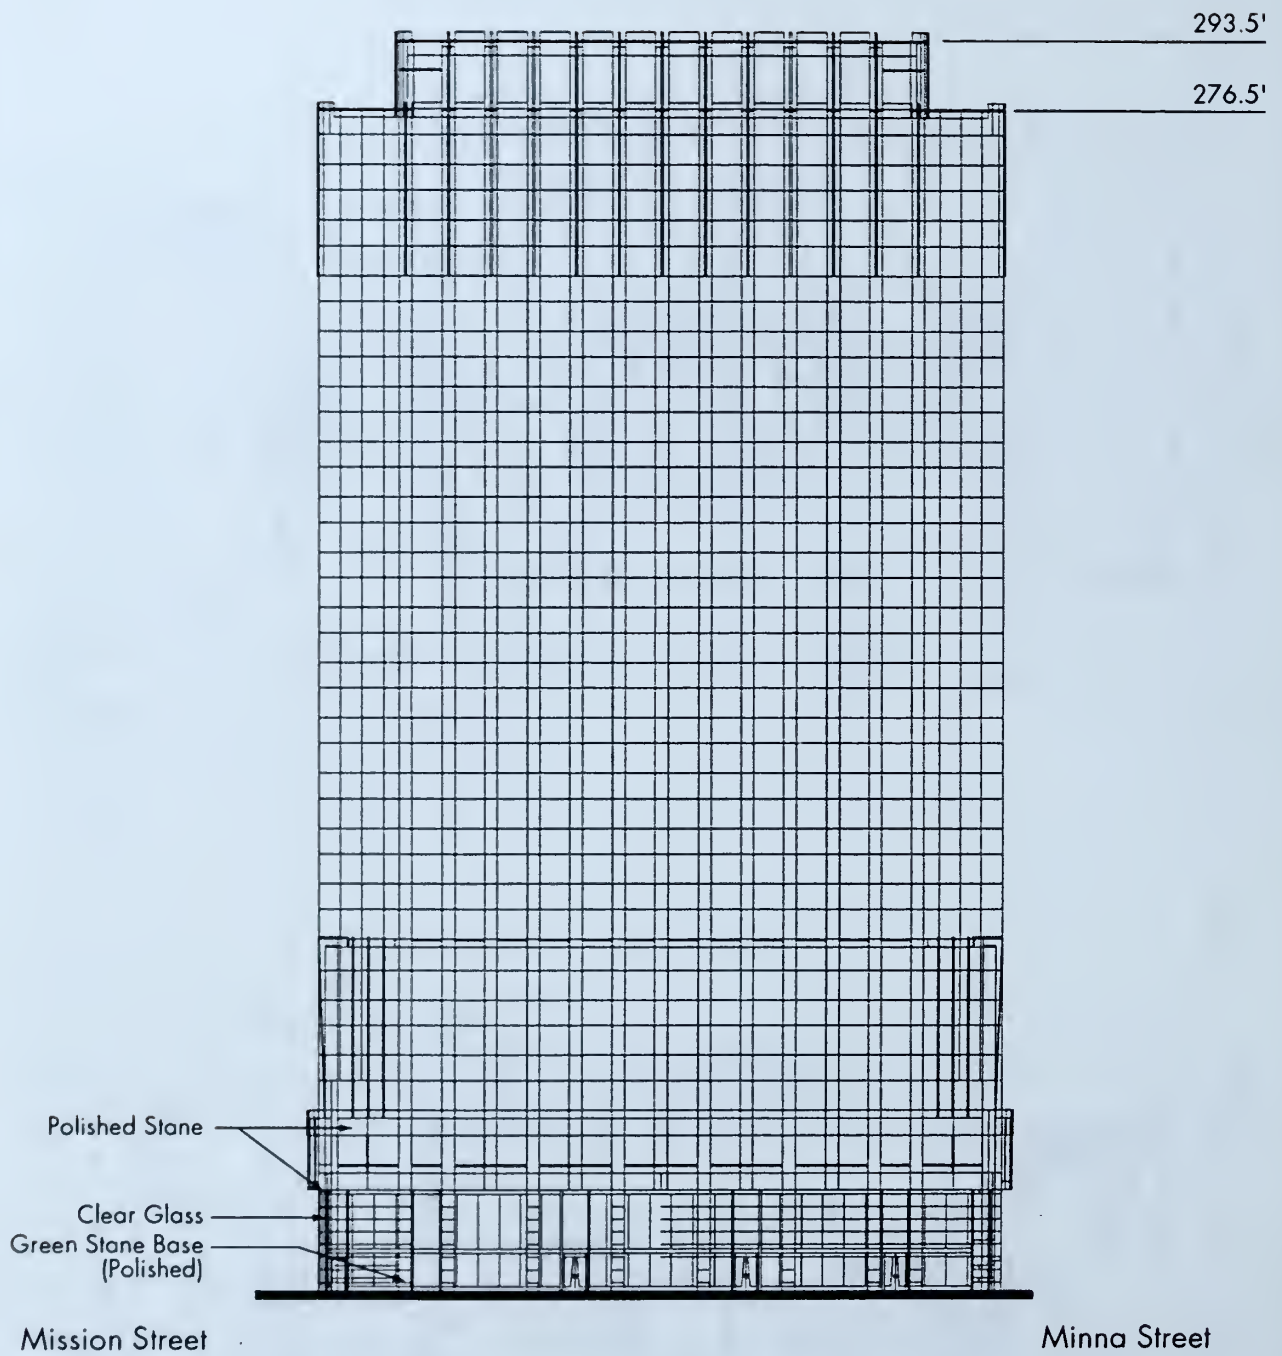 293.5'
276.5'
Polished Stane
Clear Glass
Green Stane Base
(Polished)
Mission Street
Minna Street